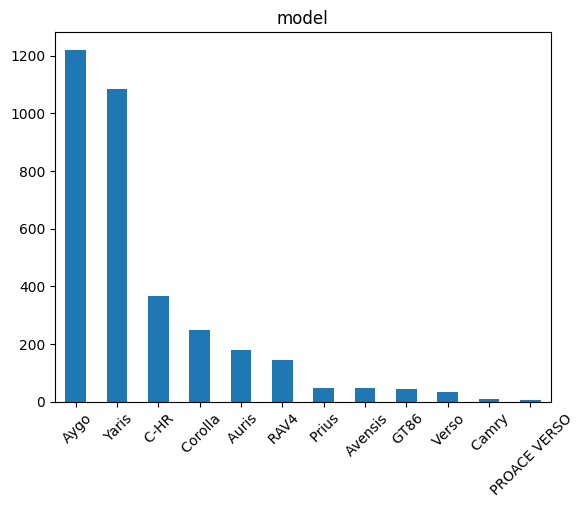 model
1200
1000
800
600
400
200
0
Aygo
Yaris
C-HR
Corolla
Auris
RAV4
Prius
Avensis
GT86
Verso
Camry
PROACE VERSO